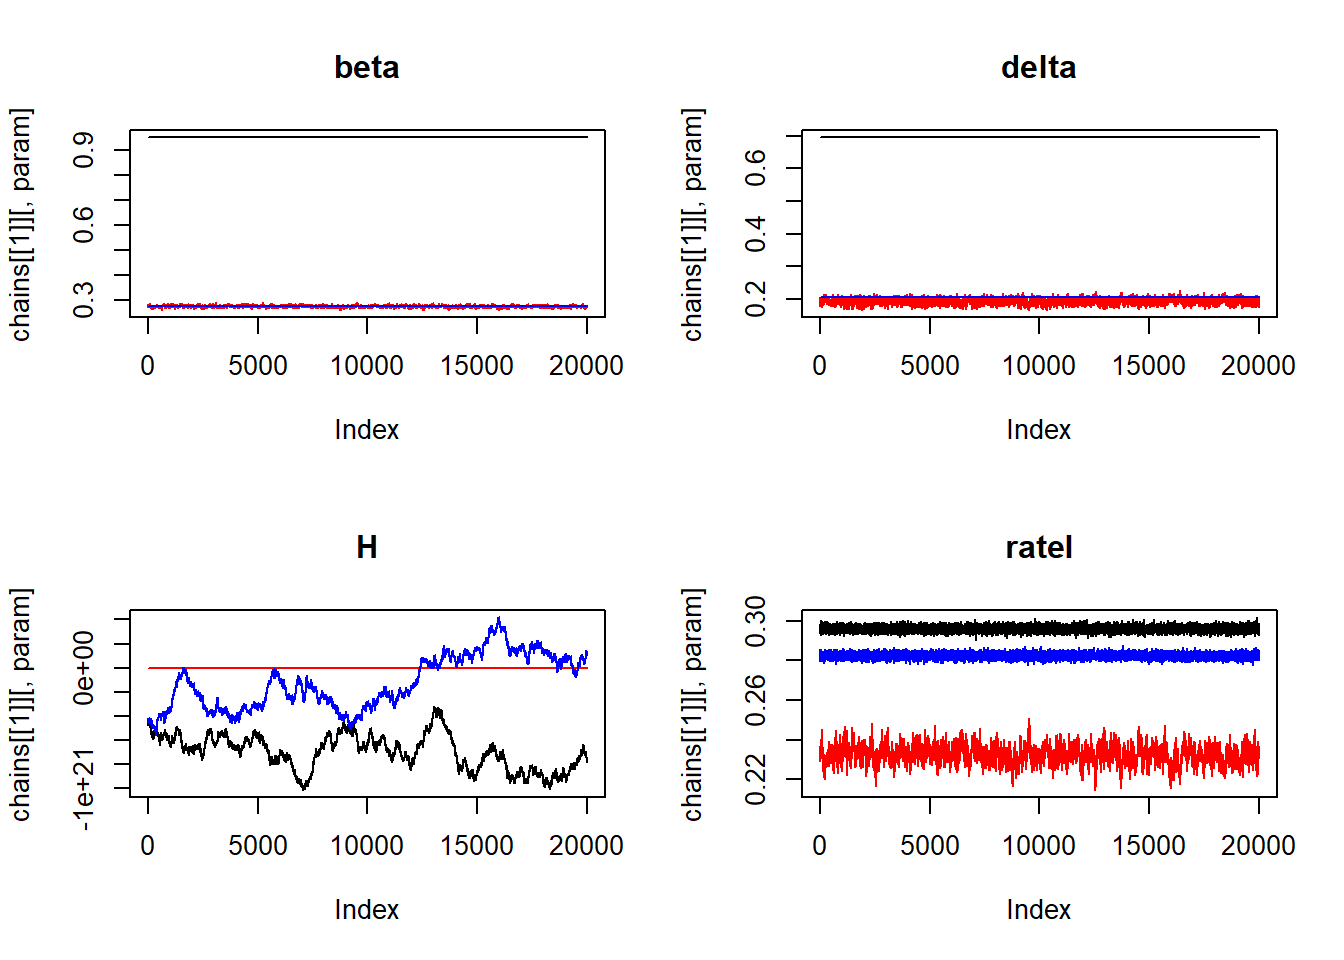 beta
chains[[1]][, param]
0.3 0.6 0.9
0 5000 10000 15000 20000
Index
delta
chains[[1]][, param]
0.2 0.4 0.6
0 5000 10000 15000 20000
Index
H
chains[[1]][, param]
-1e+21 0e+00
0 5000 10000 15000 20000
Index
rateI
chains[[1]][, param]
0.22 0.26 0.30
0 5000 10000 15000 20000
Index